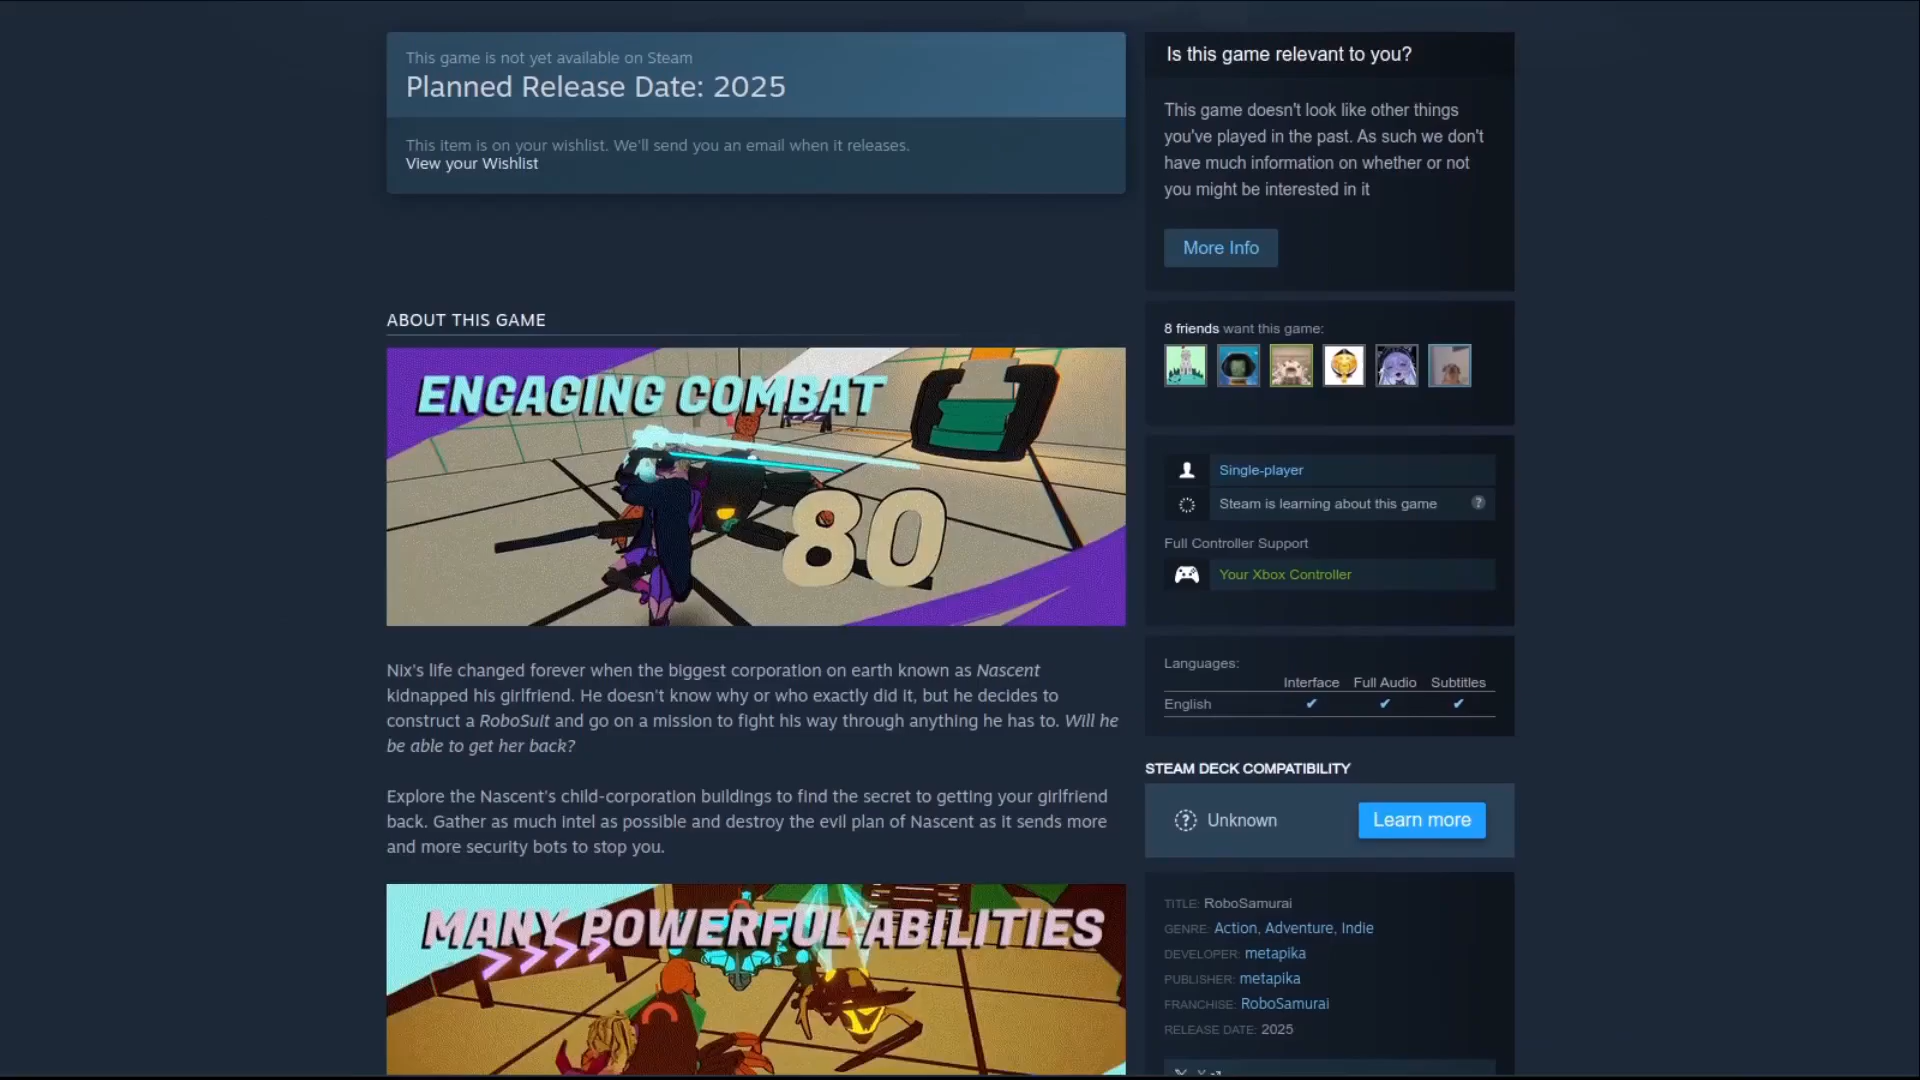 This game is not yet available on Steam
Planned Release Date: 2025
This item is on your wishlist. We'll send you an email when it releases.
View your Wishlist
ABOUT THIS GAME
ENGAGING COMBAT
80
Nix's life changed forever when the biggest corporation on earth known as Nascent
kidnapped his girlfriend. He doesn't know why or who exactly did it, but he decides to
construct a RoboSuit and go on a mission to fight his way through anything he has to. Will he
be able to get her back?
Explore the Nascent's child-corporation buildings to find the secret to getting your girlfriend
back. Gather as much intel as possible and destroy the evil plan of Nascent as it sends more
and more security bots to stop you.
MANY POWERFUL ABILITIES
Is this game relevant to you?
This game doesn't look like other things
you've played in the past. As such we don't
have much information on whether or not
you might be interested in it
More Info
8 friends want this game:
Single-player
Steam is learning about this game ?
Full Controller Support
Your Xbox Controller
Languages:
Interface Full Audio Subtitles
English ✔ ✔ ✔
STEAM DECK COMPATIBILITY
Unknown Learn more
TITLE: RoboSamurai
GENRE: Action, Adventure, Indie
DEVELOPER: metapika
PUBLISHER: metapika
FRANCHISE: RoboSamurai
RELEASE DATE: 2025